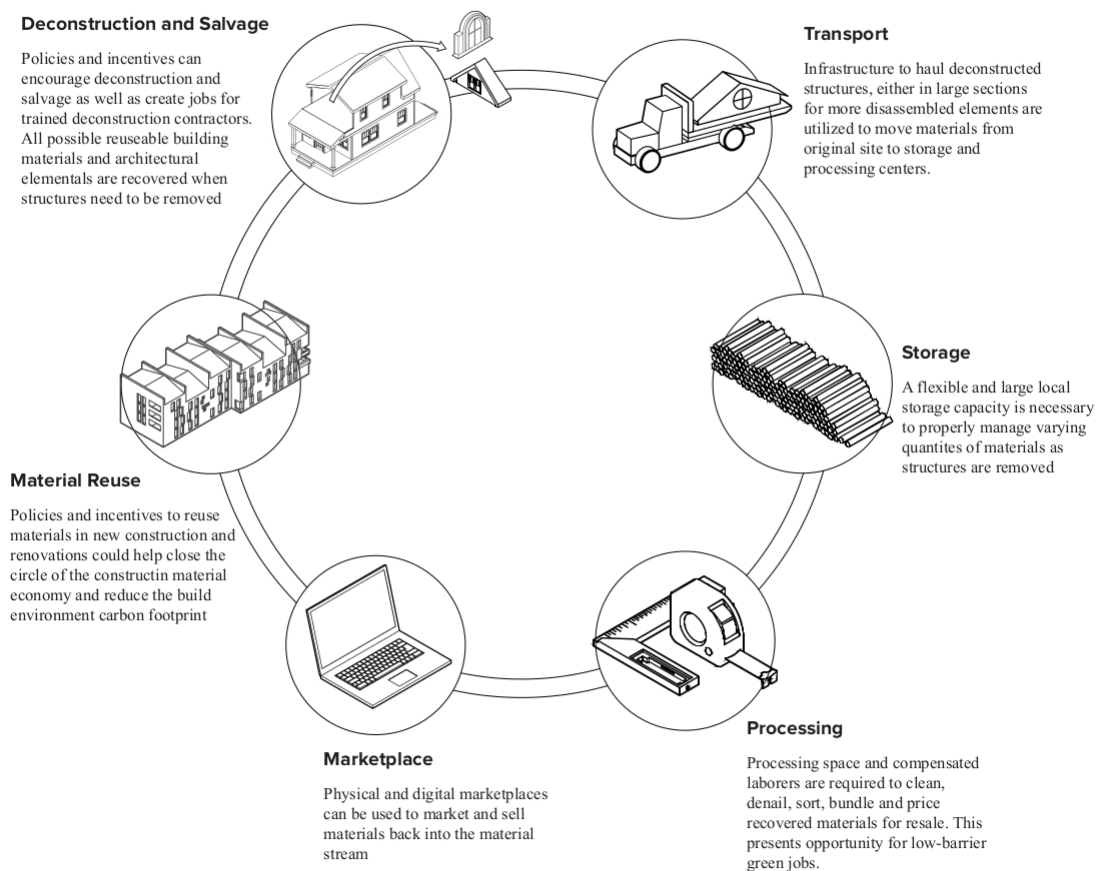 Deconstruction and Salvage
Policies and incentives can
encourage deconstruction and
salvage as well as create jobs for
trained deconstruction contractors.
All possible reuseable building
materials and architectural
elementals are recovered when
structures need to be removed
Transport
Infrastructure to haul deconstructed
structures, either in large sections
for more disassembled elements are
utilized to move materials from
original site to storage and
processing centers.
Storage
A flexible and large local
storage capacity is necessary
to properly manage varying
quantites of materials as
structures are removed
Processing
Processing space and compensated
laborers are required to clean,
denail, sort, bundle and price
recovered materials for resale. This
presents opportunity for low-barrier
green jobs.
Marketplace
Physical and digital marketplaces
can be used to market and sell
materials back into the material
stream
Material Reuse
Policies and incentives to reuse
materials in new construction and
renovations could help close the
circle of the constructin material
economy and reduce the build
environment carbon footprint